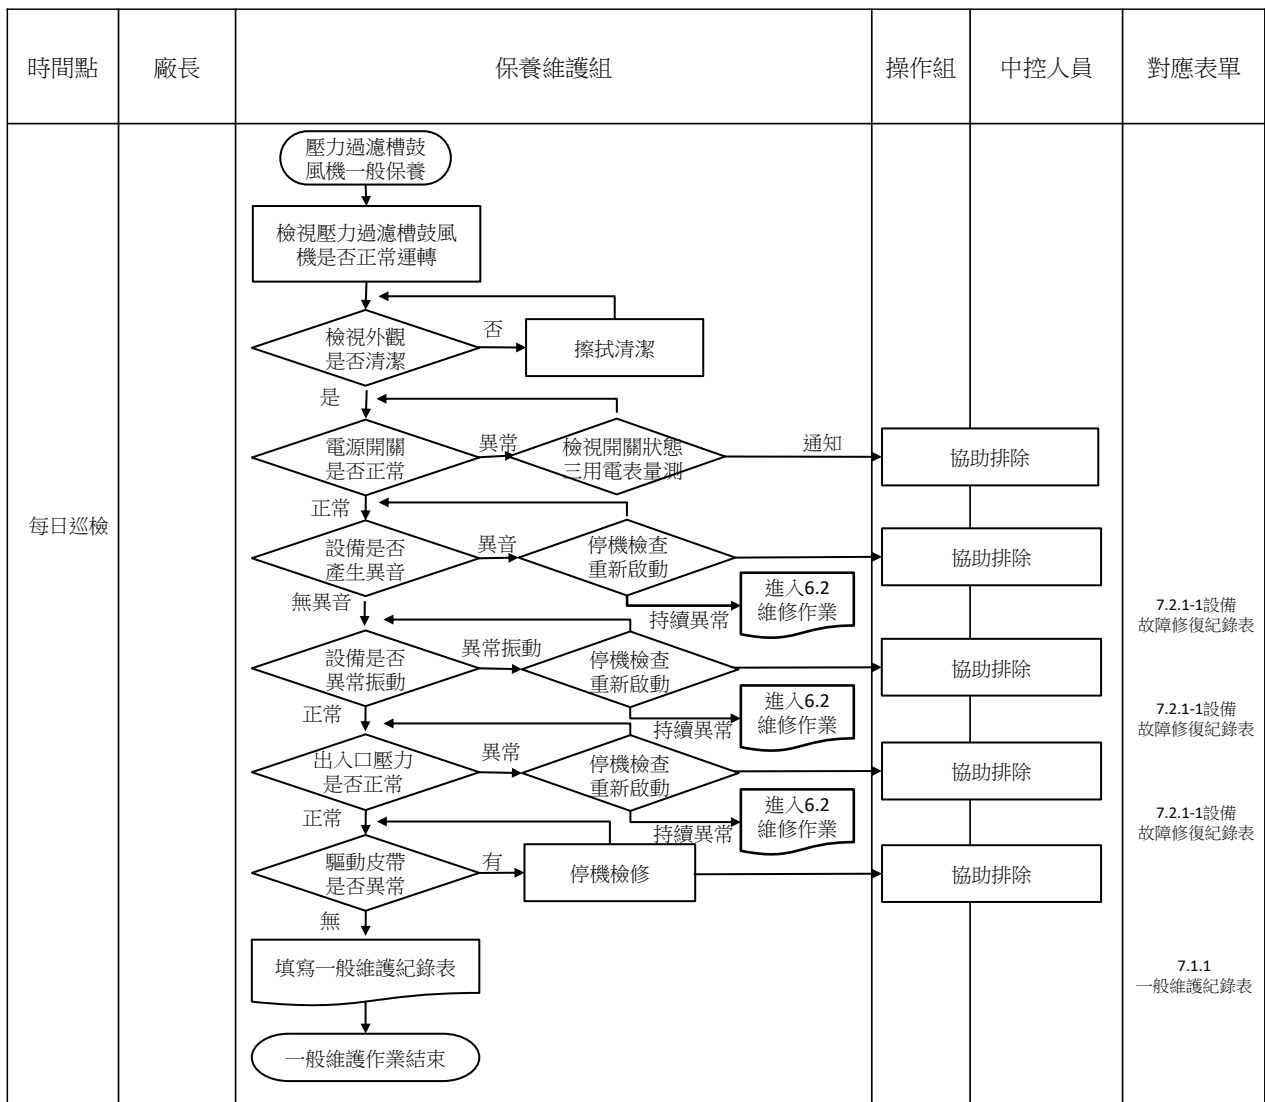 時間點
廠長
保養維護組
操作組
中控人員
對應表單
每日巡檢
壓力過濾槽鼓
風機一般保養
檢視壓力過濾槽鼓風
機是否正常運轉
檢視外觀
是否清潔
否
擦拭清潔
是
電源開關
是否正常
異常
檢視開關狀態
三用電表量測
通知
協助排除
正常
設備是否
產生異音
異音
停機檢查
重新啟動
協助排除
無異音
持續異常
進入6.2
維修作業
7.2.1-1設備
故障修復紀錄表
設備是否
異常振動
異常振動
停機檢查
重新啟動
協助排除
正常
持續異常
進入6.2
維修作業
7.2.1-1設備
故障修復紀錄表
出入口壓力
是否正常
異常
停機檢查
重新啟動
協助排除
正常
持續異常
進入6.2
維修作業
7.2.1-1設備
故障修復紀錄表
驅動皮帶
是否異常
有
停機檢修
協助排除
無
填寫一般維護紀錄表
7.1.1
一般維護紀錄表
一般維護作業結束